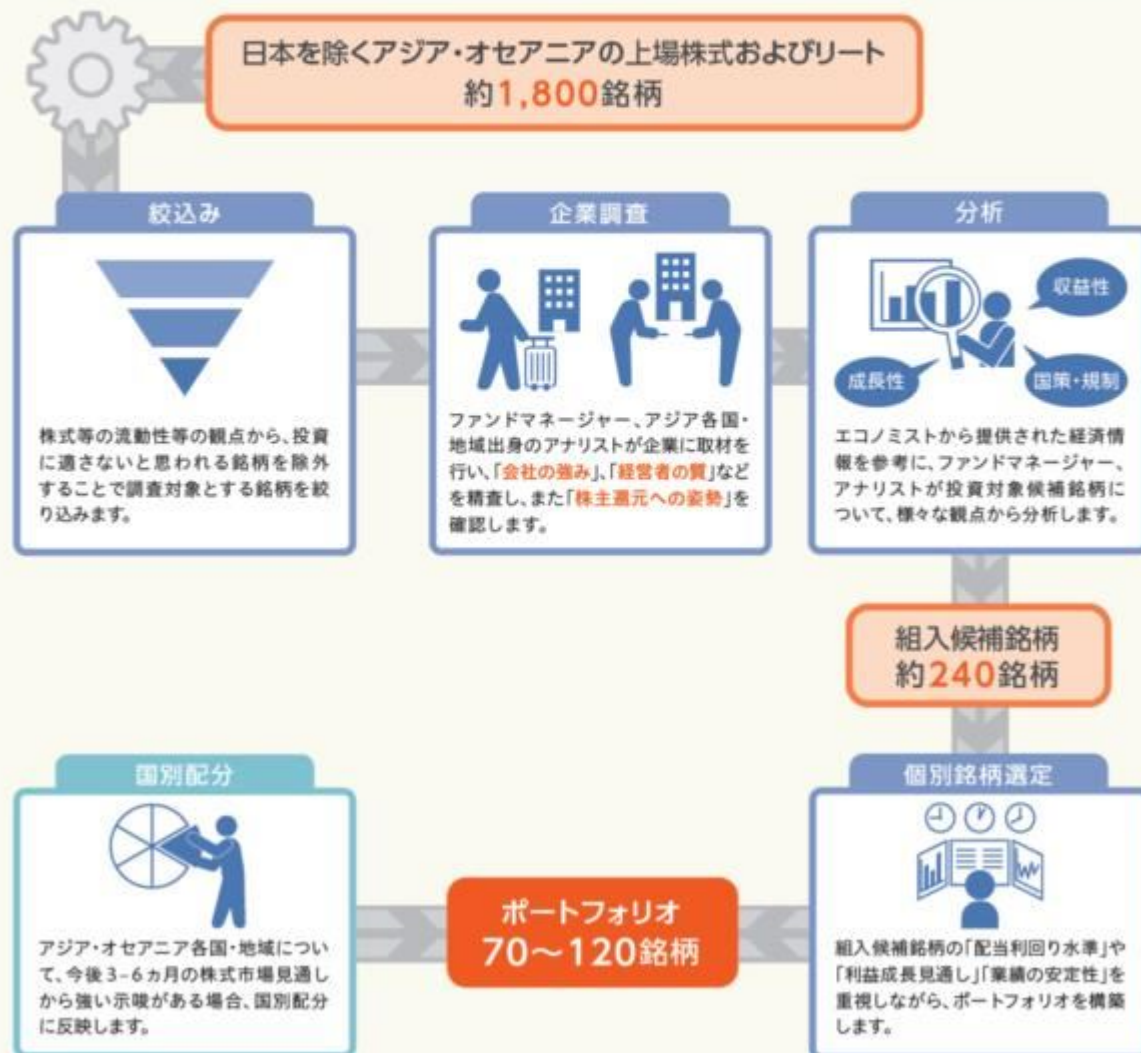 日本を除くアジア・オセアニアの上場株式およびリート
約1,800銘柄
絞込み
株式等の流動性等の観点から、投資
に適さないと思われる銘柄を除外
することで調査対象とする銘柄を絞
り込みます。
企業調査
ファンドマネージャー、アジア各国・
地域出身のアナリストが企業に取材を
行い、「会社の強み」、「経営者の質」など
を精査し、また「株主還元への姿勢」を
確認します。
分析
収益性
成長性
国策・規制
エコノミストから提供された経済情
報を参考に、ファンドマネージャー、
アナリストが投資対象候補銘柄に
ついて、様々な観点から分析します。
組入候補銘柄
約240銘柄
個別銘柄選定
組入候補銘柄の「配当利回り水準」や
「利益成長見通し」「業績の安定性」を
重視しながら、ポートフォリオを構築
します。
ポートフォリオ
70〜120銘柄
国別配分
アジア・オセアニア各国・地域につい
て、今後3-6ヵ月の株式市場見通し
から強い示唆がある場合、国別配分
に反映します。